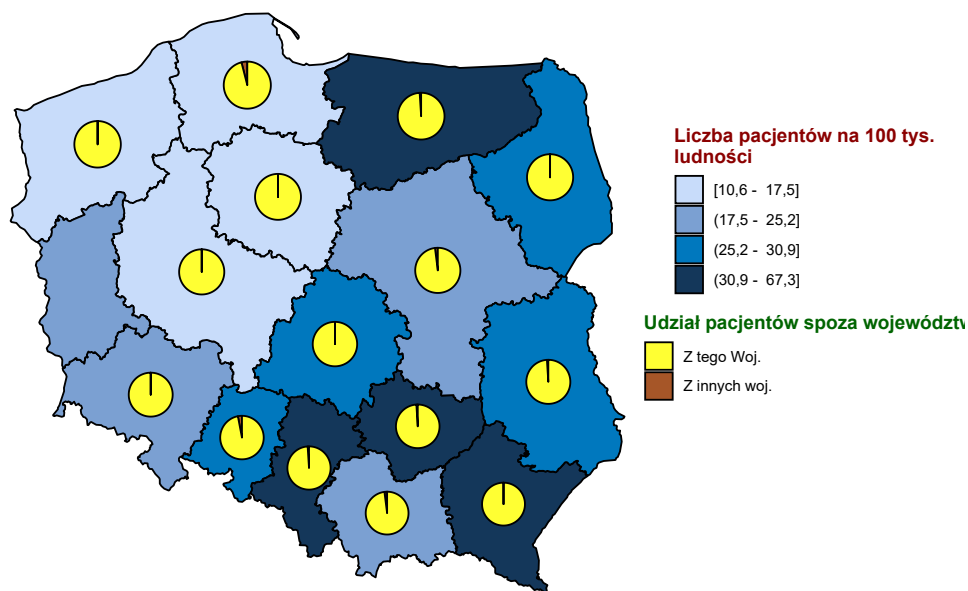 Liczba pacjentów na 100 tys.
ludności
[10,6 - 17,5]
(17,5 - 25,2]
(25,2 - 30,9]
(30,9 - 67,3]
Udział pacjentów spoza województw
Z tego Woj.
Z innych woj.